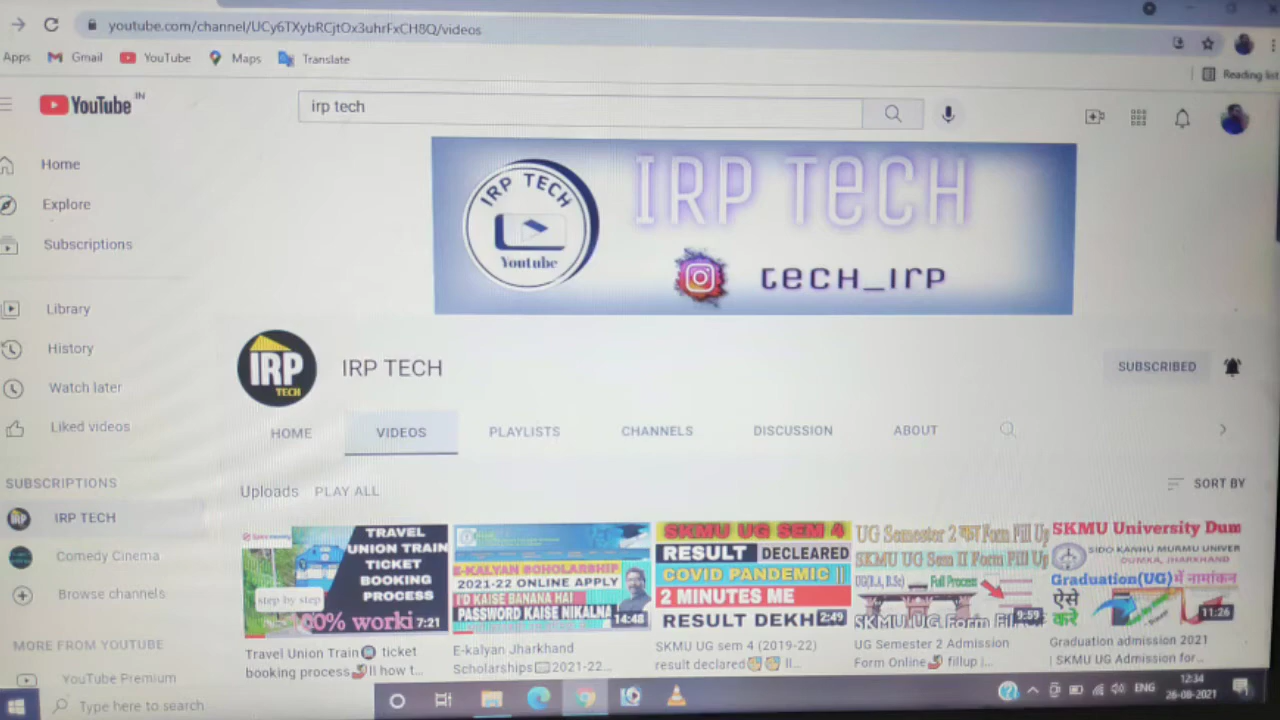 youtube.com/channel/UCy6TXybRCjtOx3uhrFxCH8Q/videos
Apps Gmail YouTube Maps Translate
Reading list
YouTube IN
irp tech
Home
Explore
Subscriptions
Library
History
Watch later
Liked videos
SUBSCRIPTIONS
IRP TECH
Comedy Cinema
Browse channels
MORE FROM YOUTUBE
YouTube Premium
IRP TECH
Youtube
IRP TECH
tech_irp
IRP
TECH
IRP TECH
SUBSCRIBED
HOME VIDEOS PLAYLISTS CHANNELS DISCUSSION ABOUT
Uploads PLAY ALL
SORT BY
TRAVEL
UNION TRAIN
TICKET
BOOKING
PROCESS
step by step
100% worki
7:21
Travel Union Train ticket
booking process ll how t...
E-KALYAN SCHOLARSHIP
2021-22 ONLINE APPLY
I'D KAISE BANANA HAI
PASSWORD KAISE NIKALNA
14:48
E-kalyan Jharkhand
Scholarships 2021-22...
SKMU UG SEM 4
RESULT DECLEARED
COVID PANDEMIC ||
2 MINUTES ME
RESULT DEKH
2:49
SKMU UG sem 4 (2019-22)
result declared ll...
UG Semester 2 का Form Fill Up
SKMU UG Sem II Form Fill Up
UG(B.A, B.Sc) Full Process
SKMU UG Form Fill
9:59
UG Semester 2 Admission
Form Online fillup |...
SKMU University Dum
SIDO KANHU MURMU UNIVER
DUMKA, JHARKHAND
Graduation(UG)में नामांकन
ऐसे
करे
11:26
Graduation admission 2021
| SKMU UG Admission for...
Type here to search
ENG
12:34
26-08-2021